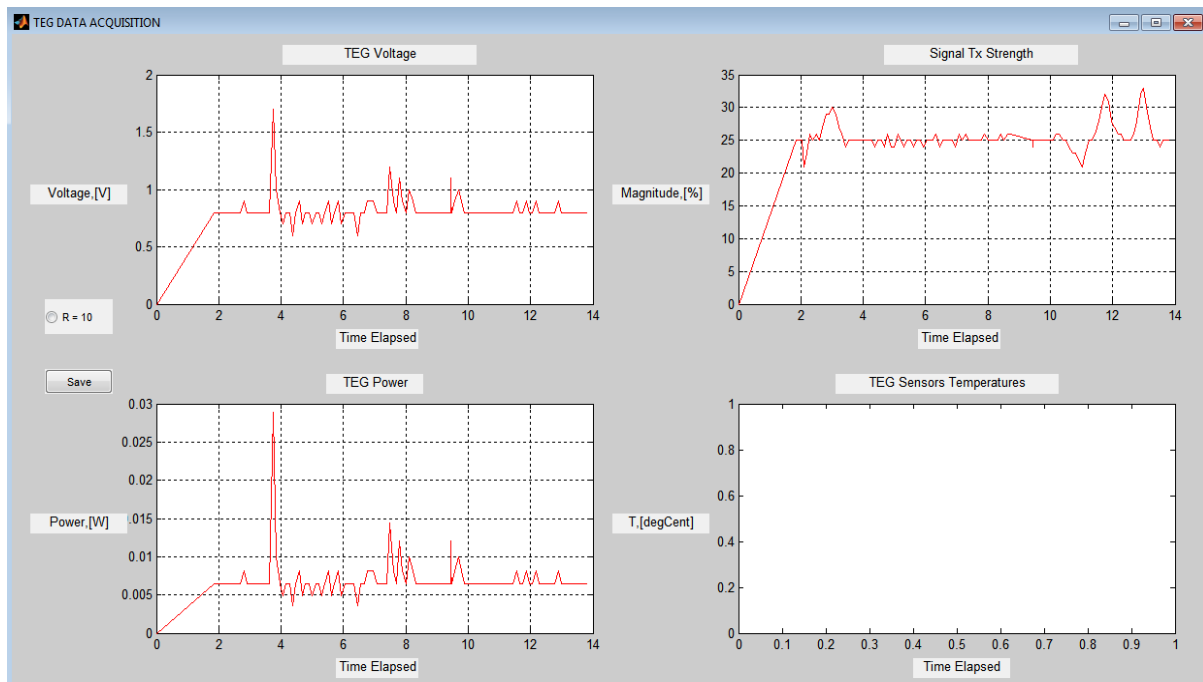 TEG DATA ACQUISITION
TEG Voltage
2
1.5
1
0.5
0
Voltage,[V]
0 2 4 6 8 10 12 14
Time Elapsed
Signal Tx Strength
35
30
25
20
15
10
5
0
Magnitude,[%]
0 2 4 6 8 10 12 14
Time Elapsed
R = 10
Save
TEG Power
0.03
0.025
0.02
0.015
0.01
0.005
0
Power,[W]
0 2 4 6 8 10 12 14
Time Elapsed
TEG Sensors Temperatures
1
0.8
0.6
0.4
0.2
0
T,[degCent]
0 0.1 0.2 0.3 0.4 0.5 0.6 0.7 0.8 0.9 1
Time Elapsed